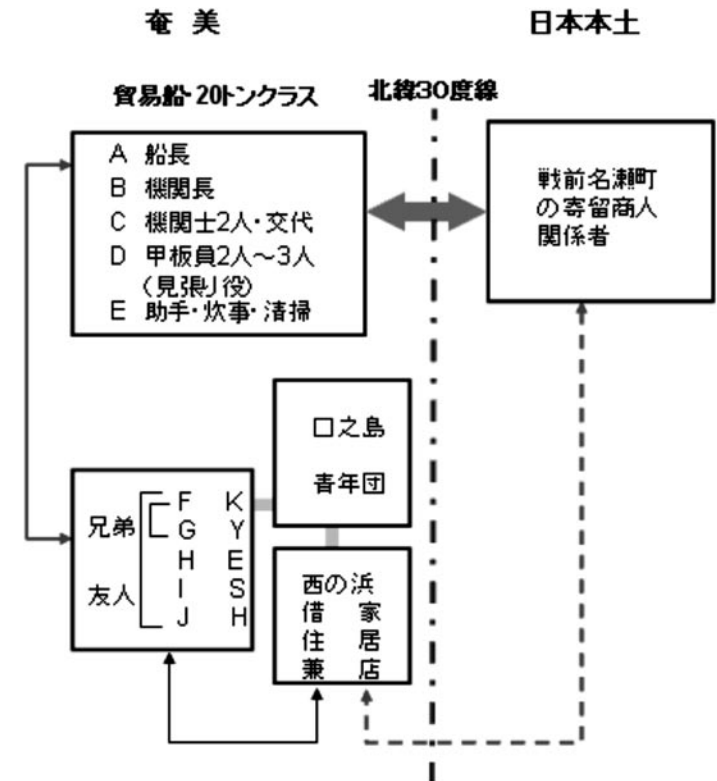 奄 美
日本本土
貿易船・20トンクラス
北緯30度線
A 船長
B 機関長
C 機関士2人・交代
D 甲板員2人～3人
(見張り役)
E 助手・炊事・清掃
戦前名瀬町
の寄留商人
関係者
口之島
青年団
兄弟
友人
F K
G Y
H E
I S
J H
西の浜
借 家
住 居
兼 店